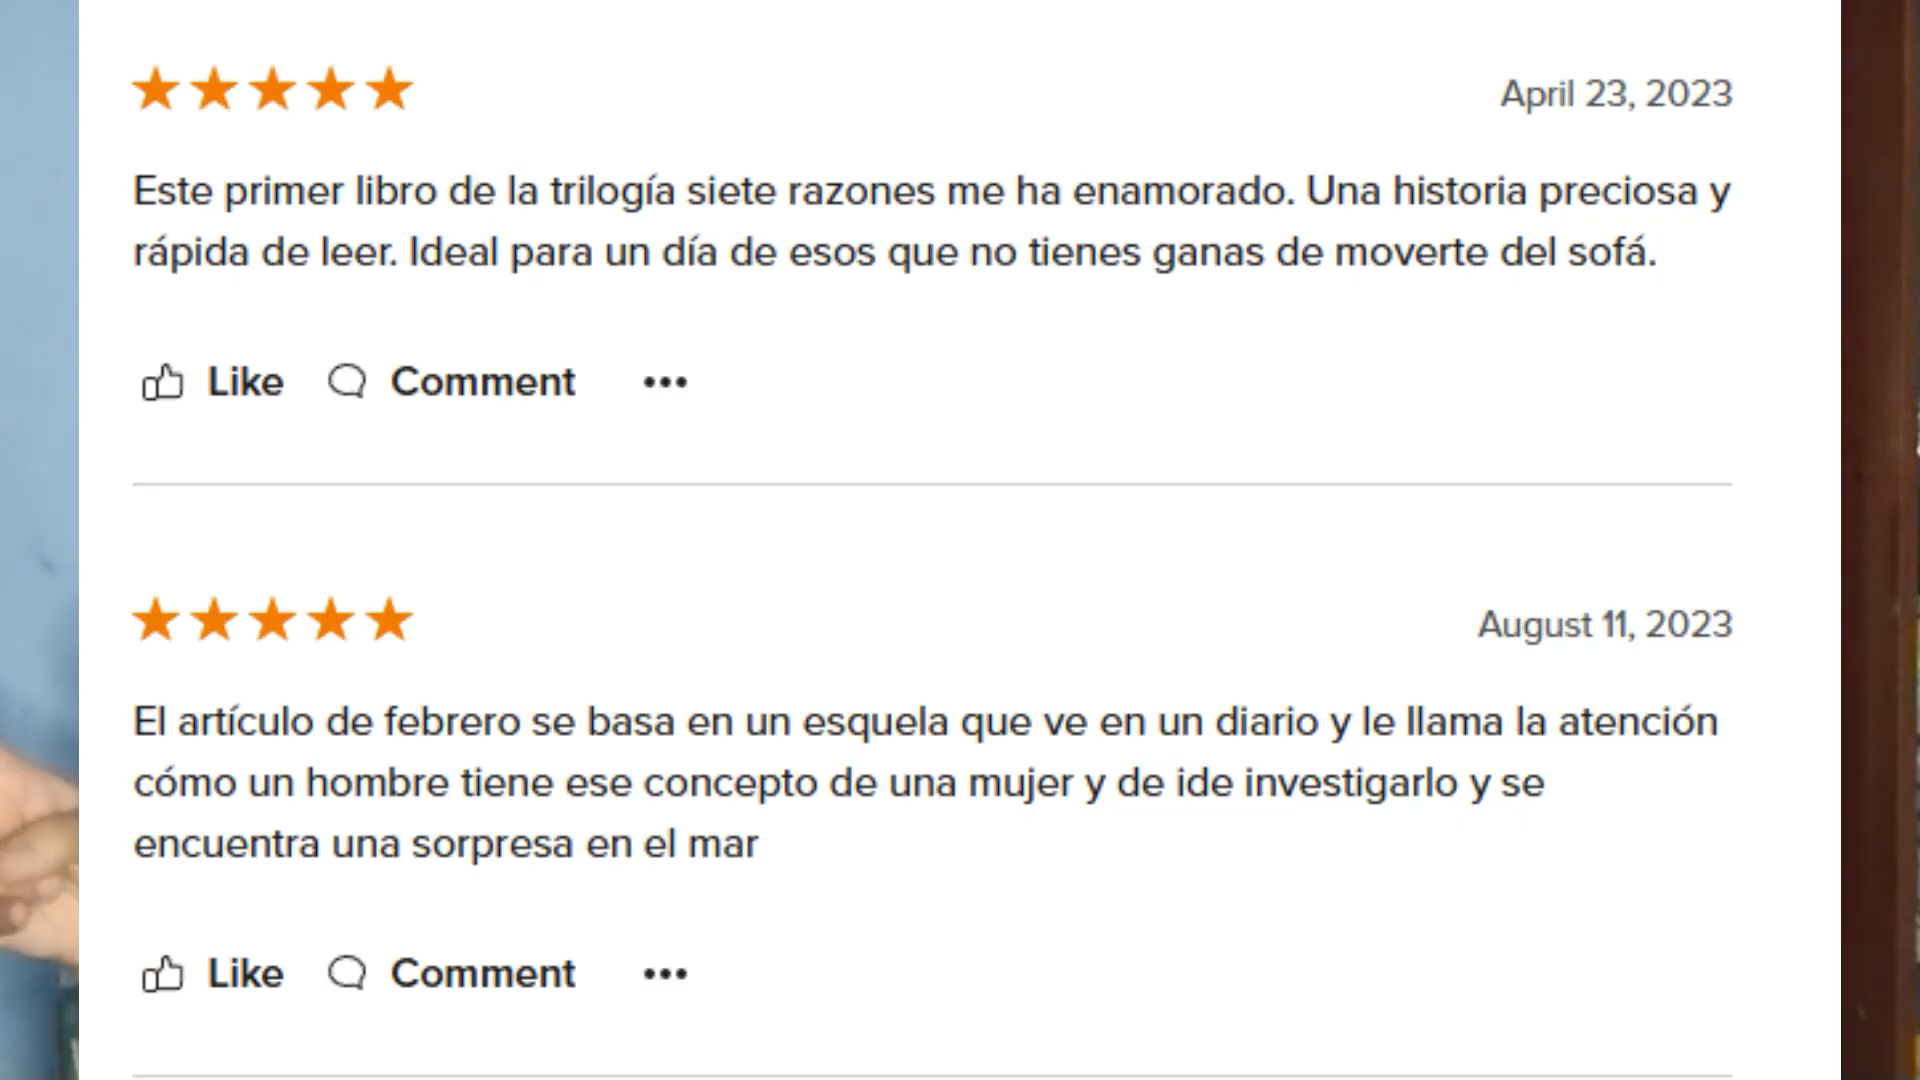 April 23, 2023
Este primer libro de la trilogía siete razones me ha enamorado. Una historia preciosa y
rápida de leer. Ideal para un día de esos que no tienes ganas de moverte del sofá.
Like Comment
August 11, 2023
El artículo de febrero se basa en un esquela que ve en un diario y le llama la atención
cómo un hombre tiene ese concepto de una mujer y de ide investigarlo y se
encuentra una sorpresa en el mar
Like Comment